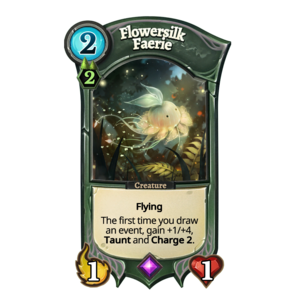 2
Flowersilk
Faerie
2
Creature
Flying
The first time you draw
an event, gain +1/+4,
Taunt and Charge 2.
1
1